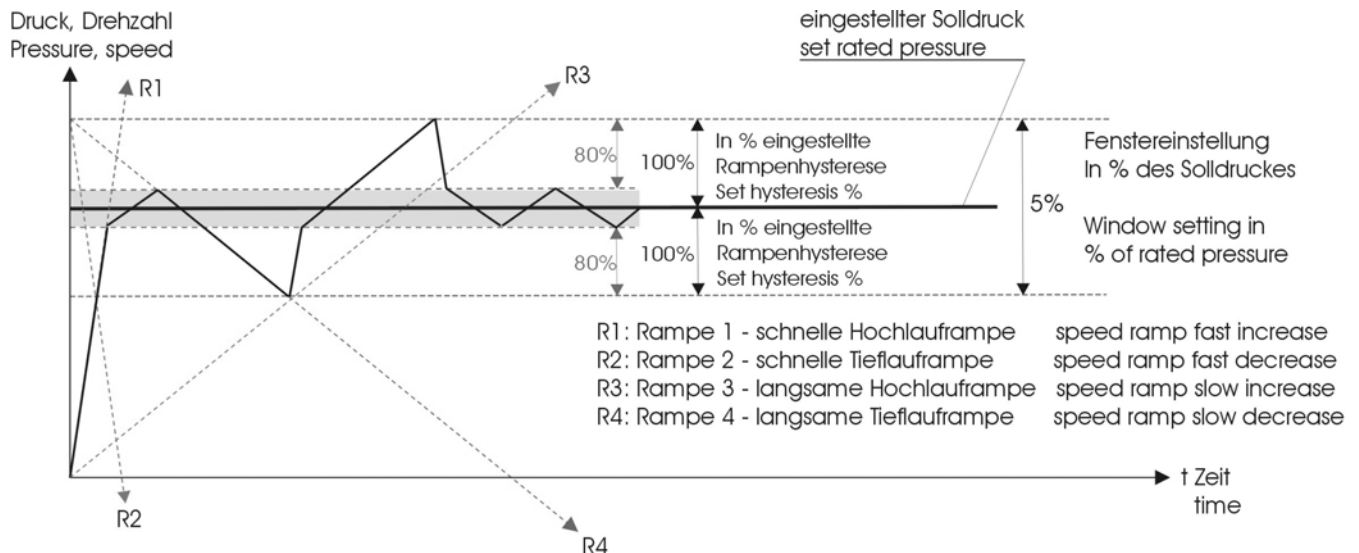 Druck, Drehzahl
Pressure, speed
eingestellter Solldruck
set rated pressure
R1
R3
80%
100%
In % eingestellte
Rampenhysterese
Set hysteresis %
Fenstereinstellung
In % des Solldruckes
5%
In % eingestellte
Rampenhysterese
Set hysteresis %
80%
100%
Window setting in
% of rated pressure
R1: Rampe 1 - schnelle Hochlauframpe speed ramp fast increase
R2: Rampe 2 - schnelle Tieflauframpe speed ramp fast decrease
R3: Rampe 3 - langsame Hochlauframpe speed ramp slow increase
R4: Rampe 4 - langsame Tieflauframpe speed ramp slow decrease
t Zeit
time
R2
R4